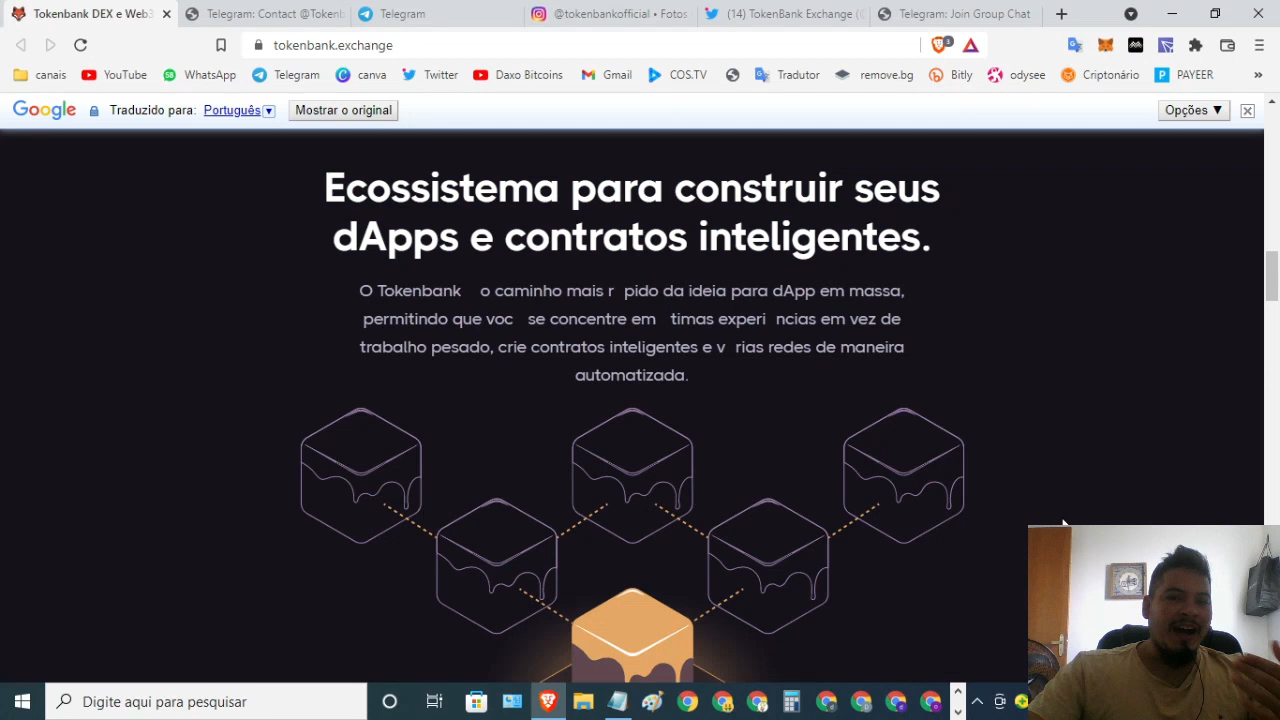 Tokenbank DEX e Web3
Telegram: Contact @Tokenb
Telegram
@tokenbankofficial • Fotos
(14) TokenBank Exchange (
Telegram: Join Group Chat
tokenbank.exchange
3
canais
YouTube
WhatsApp
Telegram
canva
Twitter
Daxo Bitcoins
Gmail
COS.TV
Tradutor
remove.bg
Bitly
odysee
Criptonário
PAYEER
»
Google Traduzido para: Português Mostrar o original Opções ▼
Ecossistema para construir seus
dApps e contratos inteligentes.
O Tokenbank o caminho mais r pido da ideia para dApp em massa,
permitindo que voc se concentre em timas experi ncias em vez de
trabalho pesado, crie contratos inteligentes e v rias redes de maneira
automatizada.
Digite aqui para pesquisar